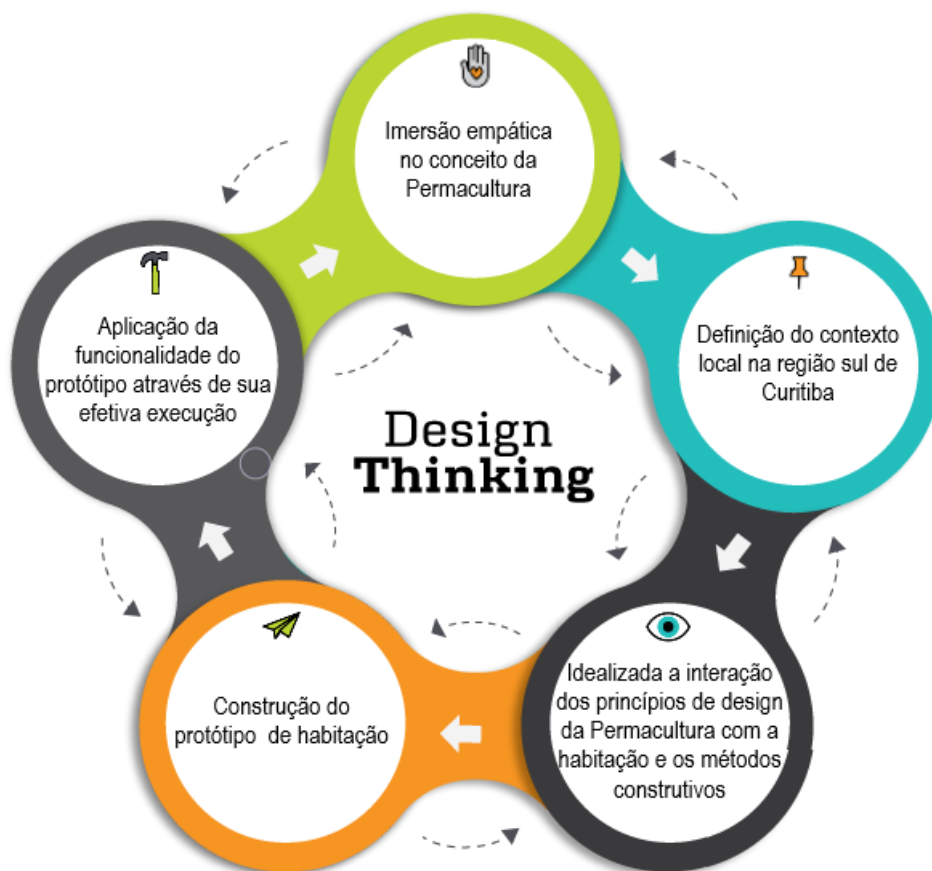 Imersão empática
no conceito da
Permacultura
Definição do contexto
local na região sul de
Curitiba
Idealizada a interação
dos princípios de design
da Permacultura com a
habitação e os métodos
construtivos
Construção do
protótipo de habitação
Aplicação da
funcionalidade do
protótipo através de sua
efetiva execução
Design
Thinking